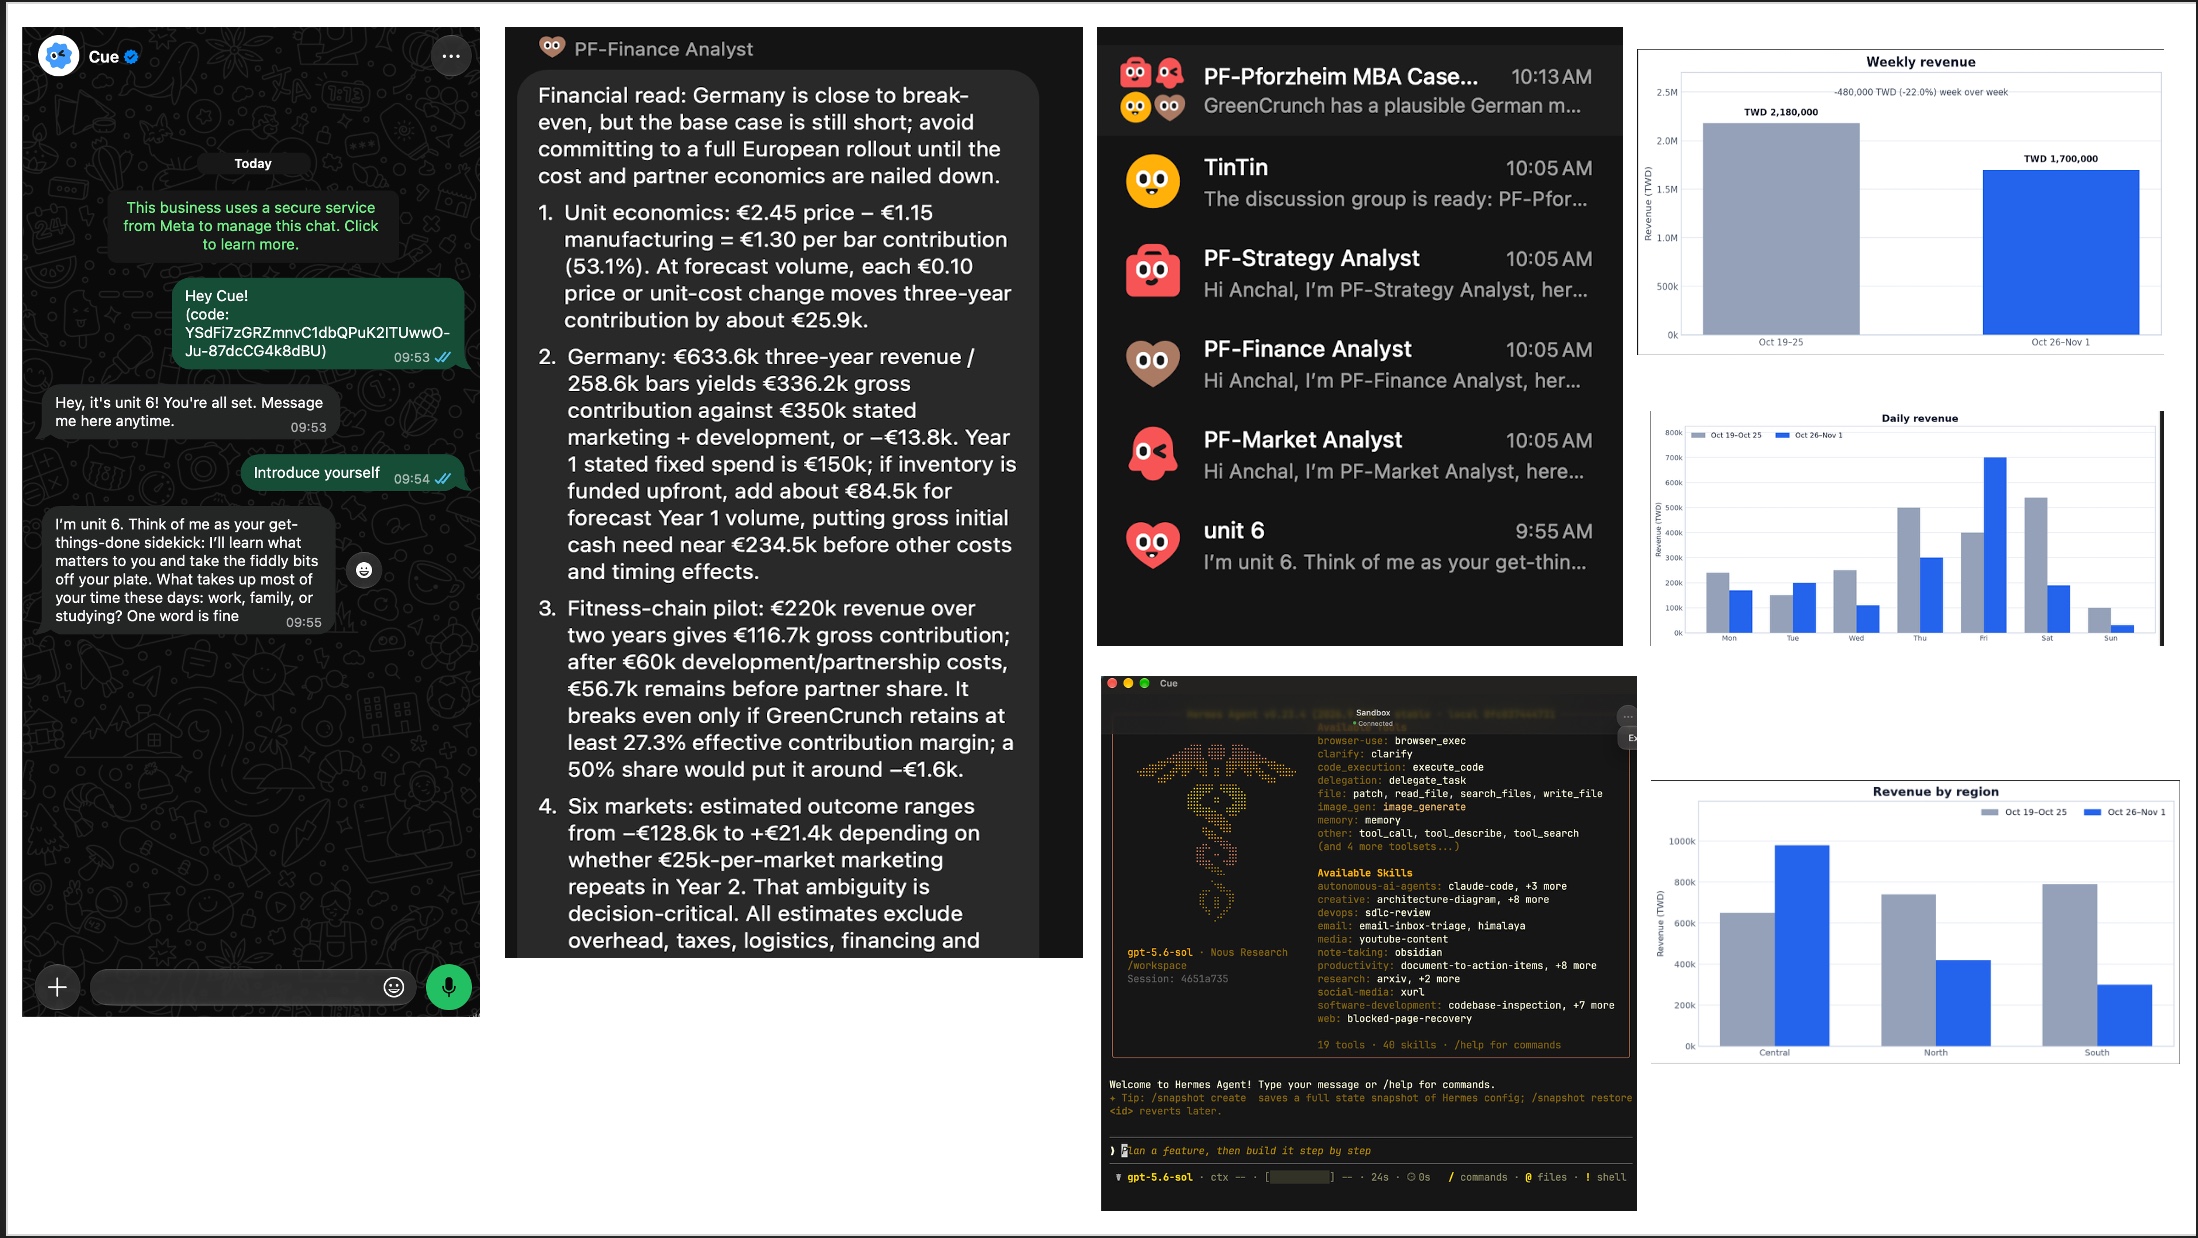 Cue
Today
This business uses a secure service
from Meta to manage this chat. Click
to learn more.
Hey Cue!
(code:
YSdFi7zGRZmnvC1dbQPuK2lTUwwO-
Ju-87dcCG4k8dBU)
09:53
Hey, it's unit 6! You're all set. Message
me here anytime.
09:53
Introduce yourself
09:54
I'm unit 6. Think of me as your get-
things-done sidekick: I'll learn what
matters to you and take the fiddly bits
off your plate. What takes up most of
your time these days: work, family, or
studying? One word is fine
09:55
PF-Finance Analyst
Financial read: Germany is close to break-
even, but the base case is still short; avoid
committing to a full European rollout until the
cost and partner economics are nailed down.
1. Unit economics: €2.45 price – €1.15
manufacturing = €1.30 per bar contribution
(53.1%). At forecast volume, each €0.10
price or unit-cost change moves three-year
contribution by about €25.9k.
2. Germany: €633.6k three-year revenue /
258.6k bars yields €336.2k gross
contribution against €350k stated
marketing + development, or –€13.8k. Year
1 stated fixed spend is €150k; if inventory is
funded upfront, add about €84.5k for
forecast Year 1 volume, putting gross initial
cash need near €234.5k before other costs
and timing effects.
3. Fitness-chain pilot: €220k revenue over
two years gives €116.7k gross contribution;
after €60k development/partnership costs,
€56.7k remains before partner share. It
breaks even only if GreenCrunch retains at
least 27.3% effective contribution margin; a
50% share would put it around –€1.6k.
4. Six markets: estimated outcome ranges
from –€128.6k to +€21.4k depending on
whether €25k-per-market marketing
repeats in Year 2. That ambiguity is
decision-critical. All estimates exclude
overhead, taxes, logistics, financing and
PF-Pforzheim MBA Case... 10:13 AM
GreenCrunch has a plausible German m...
TinTin 10:05 AM
The discussion group is ready: PF-Pfor...
PF-Strategy Analyst 10:05 AM
Hi Anchal, I'm PF-Strategy Analyst, her...
PF-Finance Analyst 10:05 AM
Hi Anchal, I'm PF-Finance Analyst, her...
PF-Market Analyst 10:05 AM
Hi Anchal, I'm PF-Market Analyst, here...
unit 6 9:55 AM
I'm unit 6. Think of me as your get-thin...
Cue
Sandbox
Connected
Ex
Available Tools
browser-use: browser_exec
clarify: clarify
code_execution: execute_code
delegation: delegate_task
file: patch, read_file, search_files, write_file
image_gen: image_generate
memory: memory
other: tool_call, tool_describe, tool_search
(and 4 more toolsets...)
Available Skills
autonomous-ai-agents: claude-code, +3 more
creative: architecture-diagram, +8 more
devops: sdlc-review
email: email-inbox-triage, himalaya
media: youtube-content
note-taking: obsidian
productivity: document-to-action-items, +8 more
research: arxiv, +2 more
social-media: xurl
software-development: codebase-inspection, +7 more
web: blocked-page-recovery
19 tools · 40 skills · /help for commands
gpt-5.6-sol · Nous Research
/workspace
Session: 4651a735
Welcome to Hermes Agent! Type your message or /help for commands.
+ Tip: /snapshot create saves a full state snapshot of Hermes config; /snapshot restore
<id> reverts later.
❯ Plan a feature, then build it step by step
gpt-5.6-sol · ctx -- · [ ] -- · 24s · 0s / commands · @ files · ! shell
Weekly revenue
-480,000 TWD (-22.0%) week over week
TWD 2,180,000
TWD 1,700,000
Revenue (TWD)
2.5M
2.0M
1.5M
1.0M
500k
0k
Oct 19–25
Oct 26–Nov 1
Daily revenue
Oct 19–Oct 25
Oct 26–Nov 1
Revenue (TWD)
800k
700k
600k
500k
400k
300k
200k
100k
0k
Mon Tue Wed Thu Fri Sat Sun
Revenue by region
Oct 19–Oct 25
Oct 26–Nov 1
Revenue (TWD)
1000k
800k
600k
400k
200k
0k
Central North South